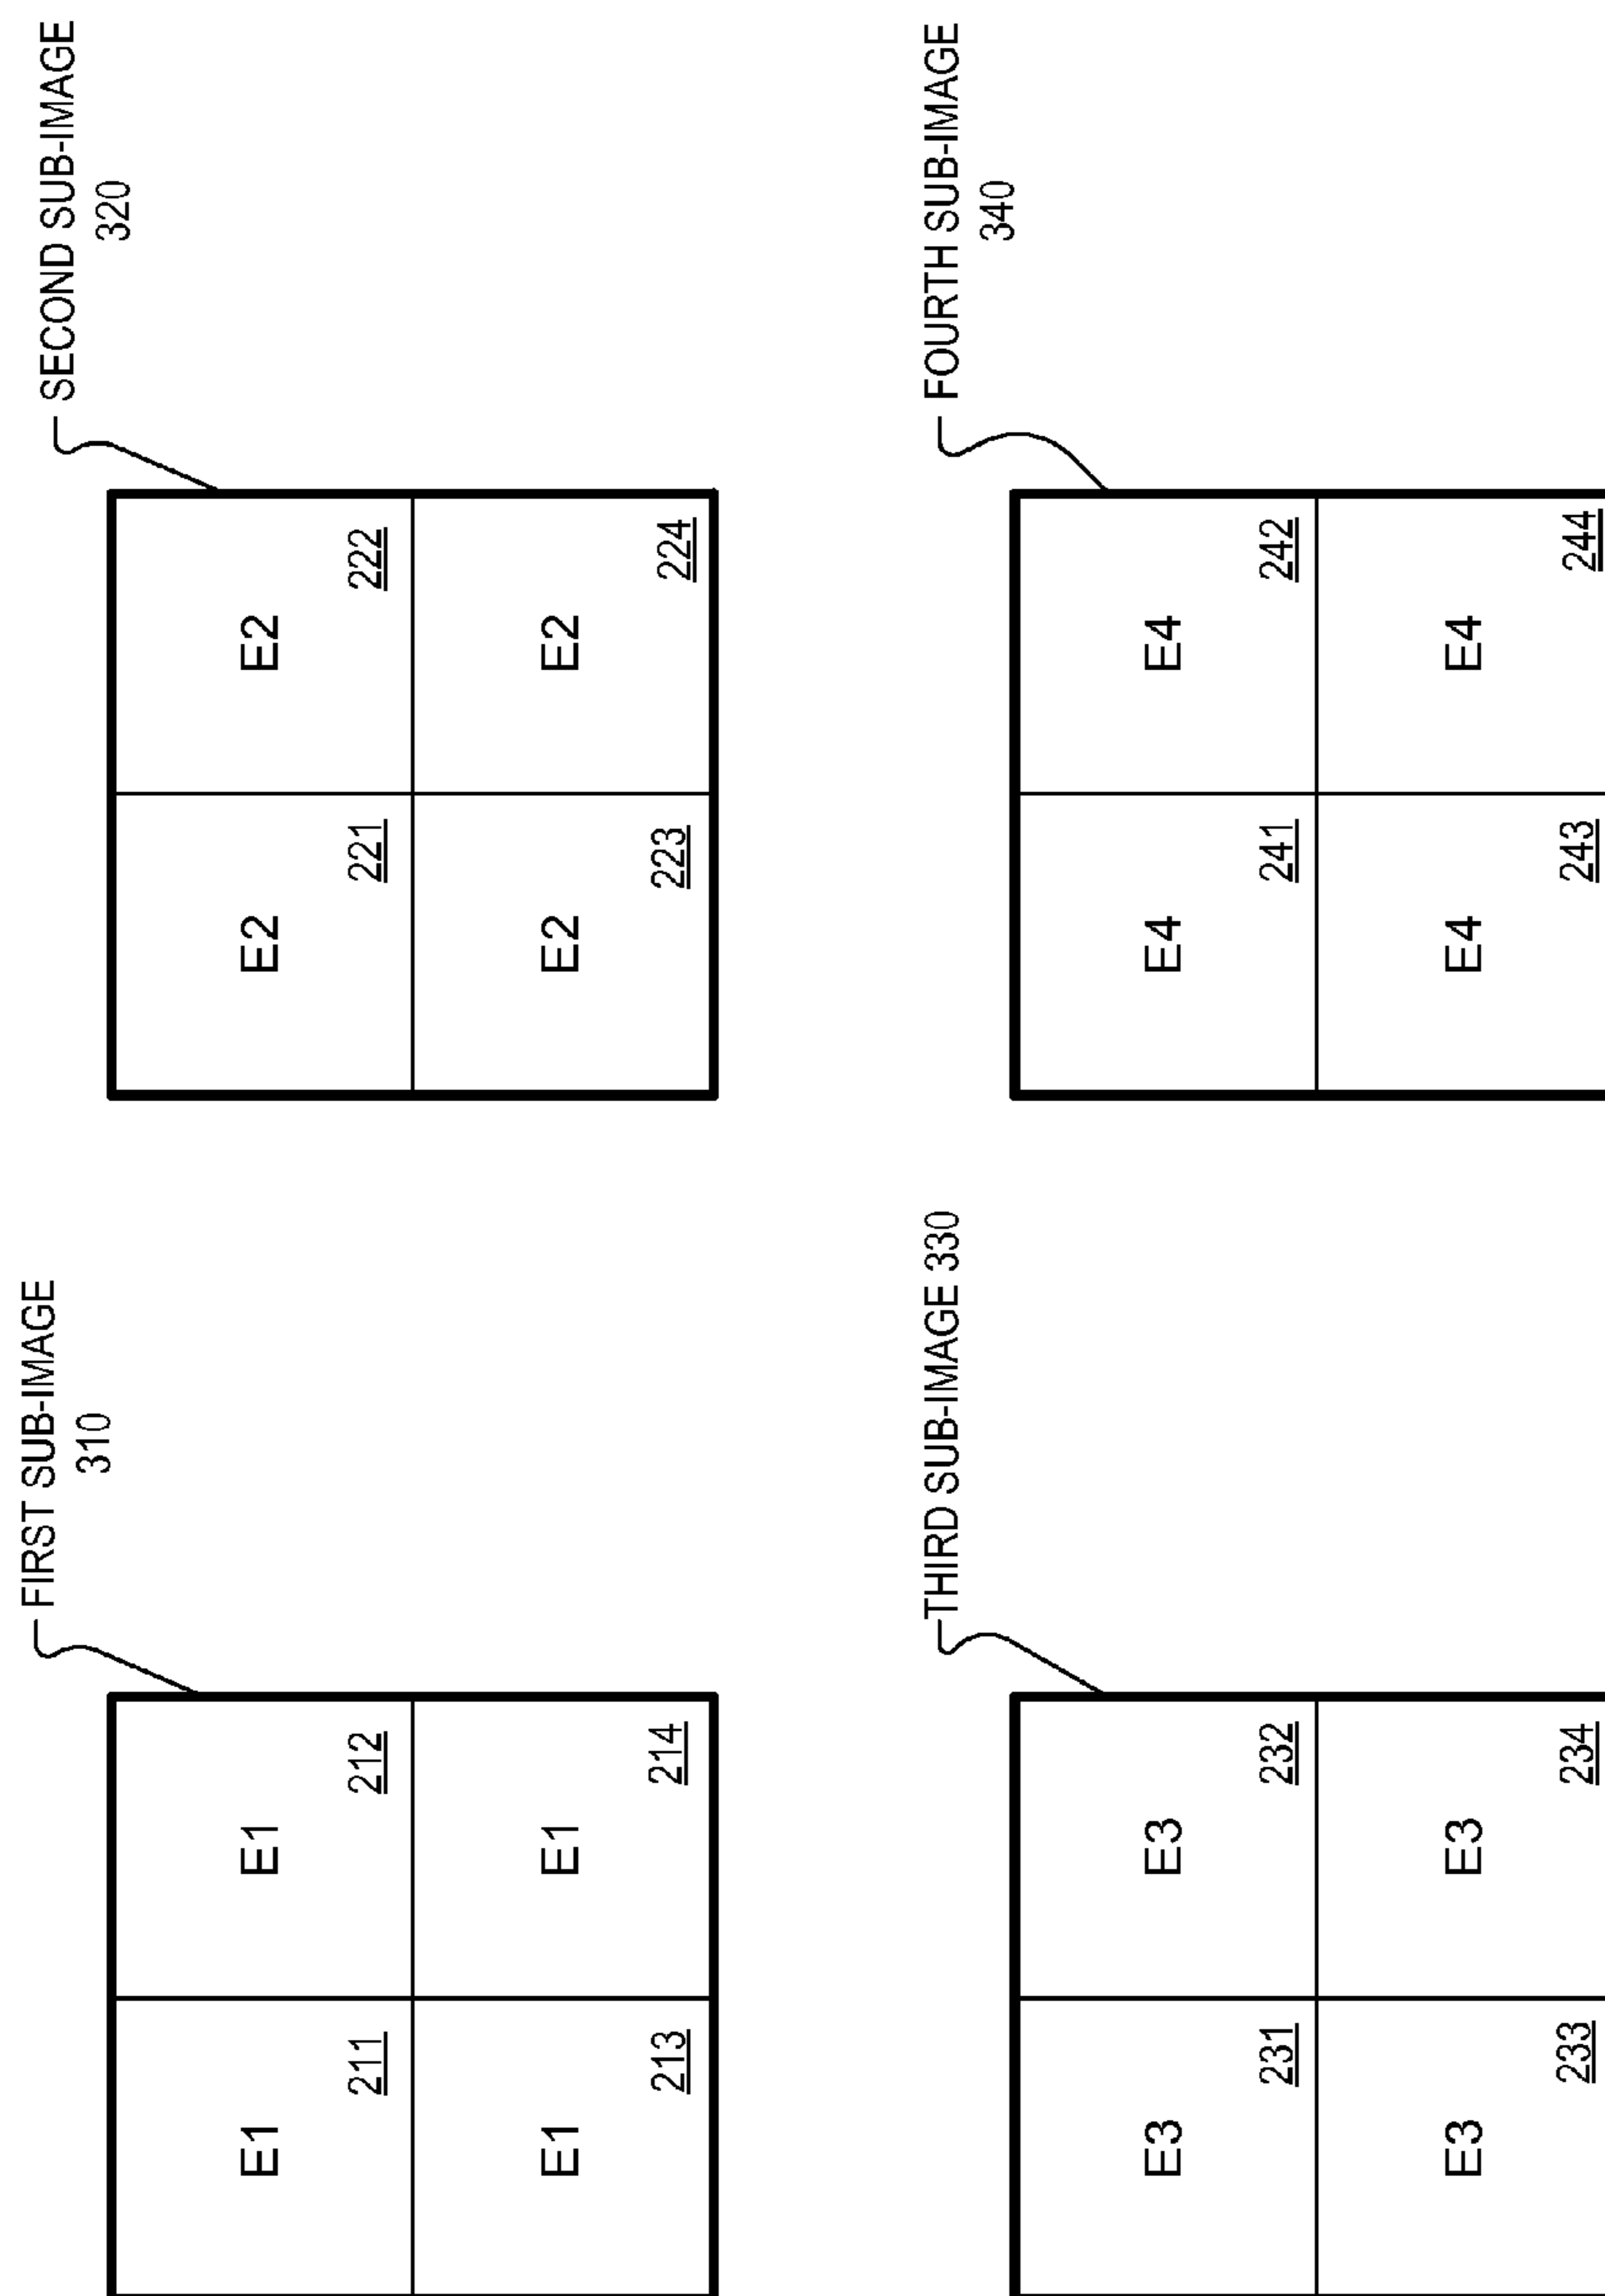 FIRST SUB-IMAGE
310
E1
211
E1
212
E1
213
E1
214
SECOND SUB-IMAGE
320
E2
221
E2
222
E2
223
E2
224
THIRD SUB-IMAGE 330
E3
231
E3
232
E3
233
E3
234
FOURTH SUB-IMAGE
340
E4
241
E4
242
E4
243
E4
244